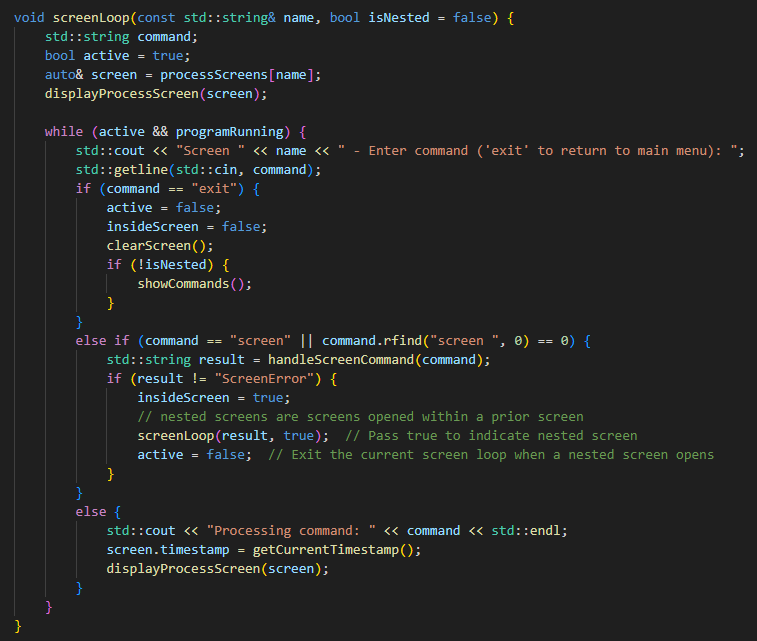 void screenLoop(const std::string& name, bool isNested = false) {
    std::string command;
    bool active = true;
    auto& screen = processScreens[name];
    displayProcessScreen(screen);

    while (active && programRunning) {
        std::cout << "Screen " << name << " - Enter command ('exit' to return to main menu): ";
        std::getline(std::cin, command);
        if (command == "exit") {
            active = false;
            insideScreen = false;
            clearScreen();
            if (!isNested) {
                showCommands();
            }
        }
        else if (command == "screen" || command.rfind("screen ", 0) == 0) {
            std::string result = handleScreenCommand(command);
            if (result != "ScreenError") {
                insideScreen = true;
                // nested screens are screens opened within a prior screen
                screenLoop(result, true);  // Pass true to indicate nested screen
                active = false;  // Exit the current screen loop when a nested screen opens
            }
        }
        else {
            std::cout << "Processing command: " << command << std::endl;
            screen.timestamp = getCurrentTimestamp();
            displayProcessScreen(screen);
        }
    }
}